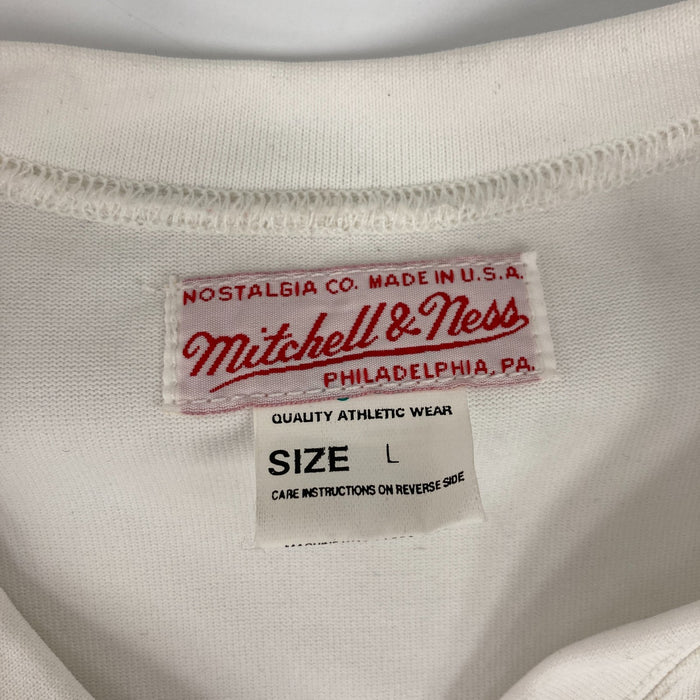 NOSTALGIA CO. MADE IN U.S.A.
Mitchell & Ness
PHILADELPHIA, PA.
QUALITY ATHLETIC WEAR
SIZE L
CARE INSTRUCTIONS ON REVERSE SIDE